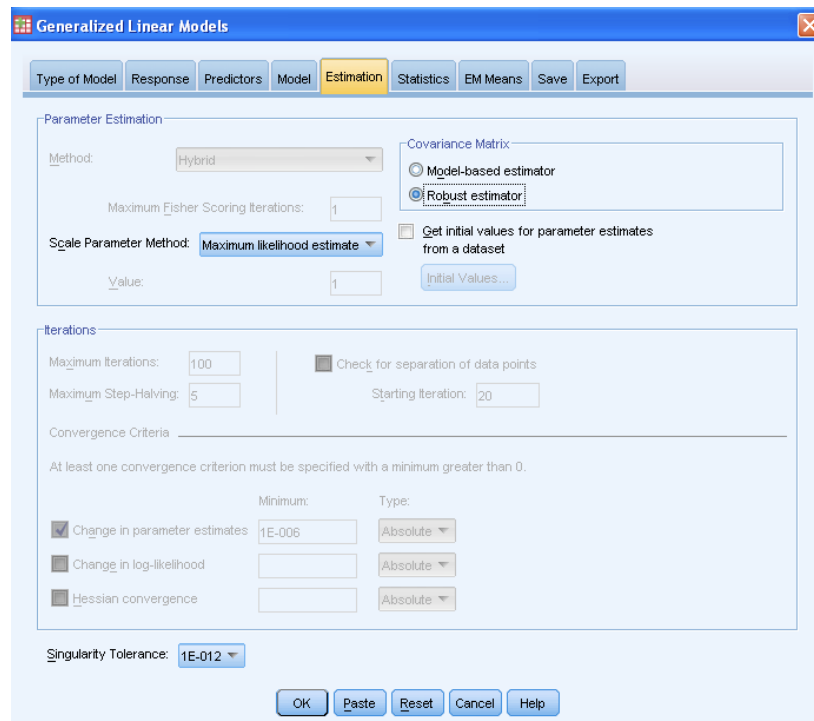 Generalized Linear Models
Type of Model Response Predictors Model Estimation Statistics EM Means Save Export
Parameter Estimation
Method: Hybrid
Maximum Fisher Scoring Iterations: 1
Scale Parameter Method: Maximum likelihood estimate
Value: 1
Covariance Matrix
Model-based estimator
Robust estimator
Get initial values for parameter estimates
from a dataset
Initial Values...
Iterations
Maximum Iterations: 100
Maximum Step-Halving: 5
Check for separation of data points
Starting Iteration: 20
Convergence Criteria
At least one convergence criterion must be specified with a minimum greater than 0.
Minimum: Type:
Change in parameter estimates 1E-006 Absolute
Change in log-likelihood Absolute
Hessian convergence Absolute
Singularity Tolerance: 1E-012
OK Paste Reset Cancel Help